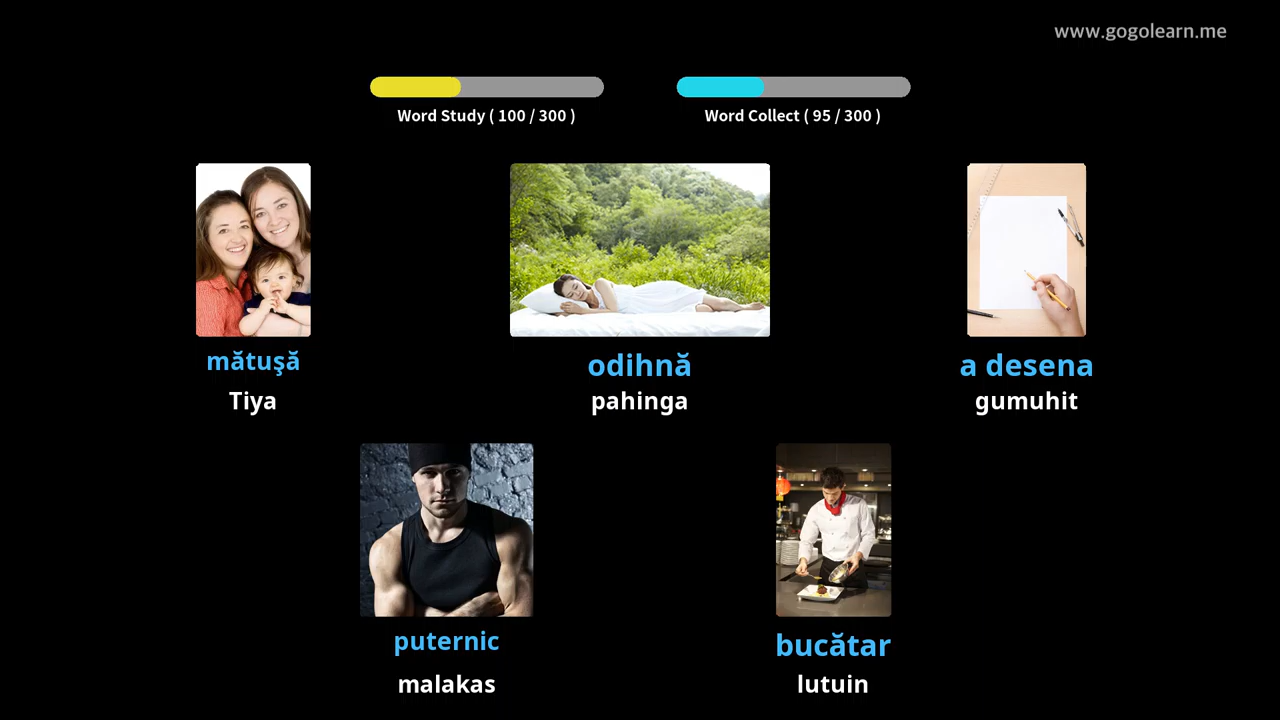 www.gogolearn.me
Word Study ( 100 / 300 )
Word Collect ( 95 / 300 )
mătuşă
Tiya
odihnă
pahinga
a desena
gumuhit
puternic
malakas
bucătar
lutuin